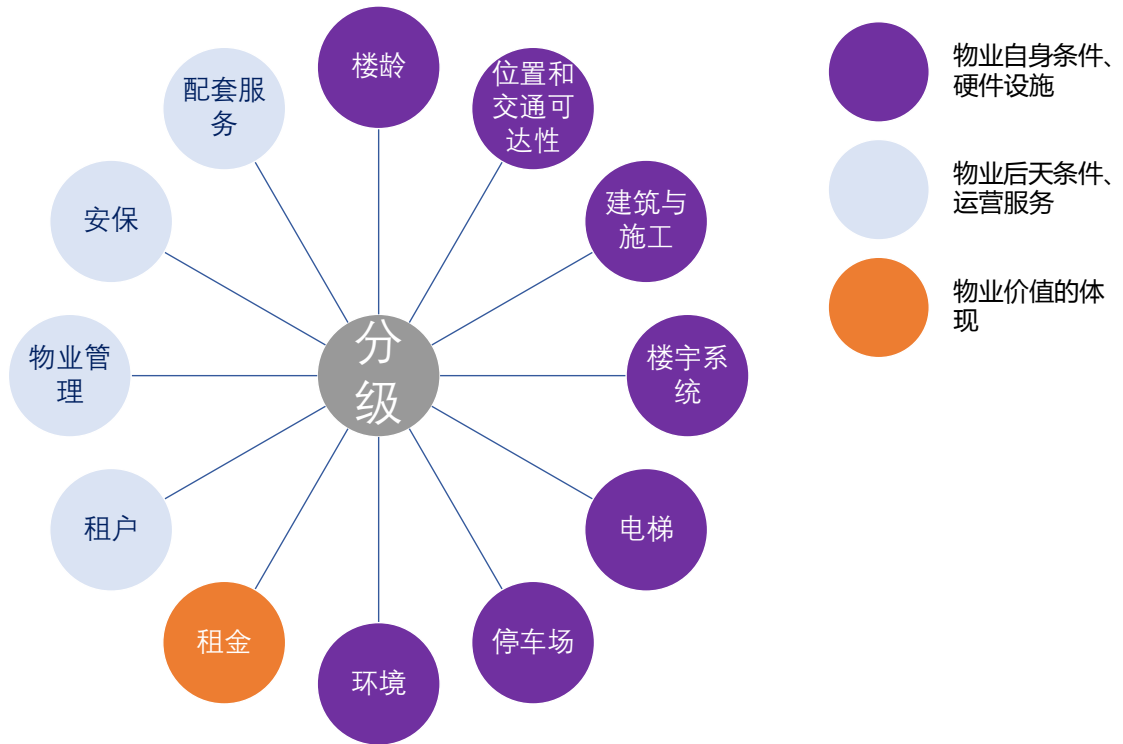 楼龄
位置和
交通可
达性
建筑与
施工
楼宇系
统
电梯
停车场
环境
租金
租户
物业管
理
安保
配套服
务
分
级
物业自身条件、
硬件设施
物业后天条件、
运营服务
物业价值的体
现